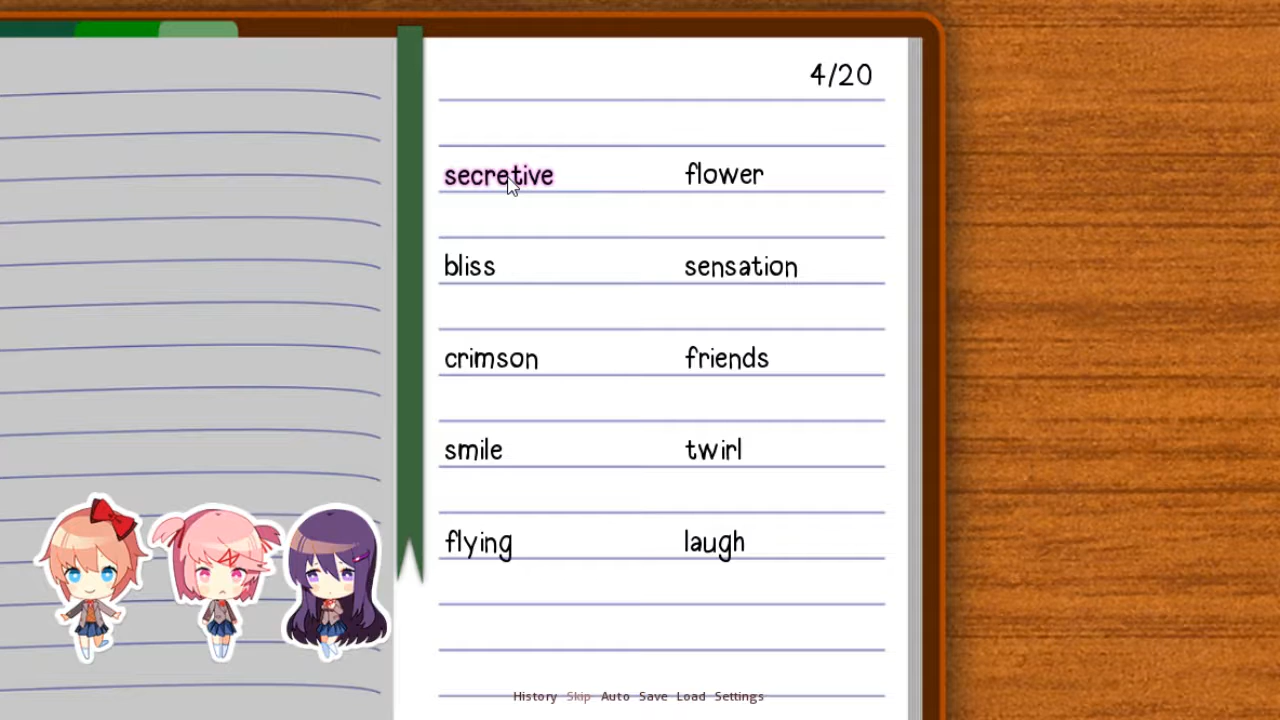 4/20
secretive flower
bliss sensation
crimson friends
smile twirl
flying laugh
History Skip Auto Save Load Settings